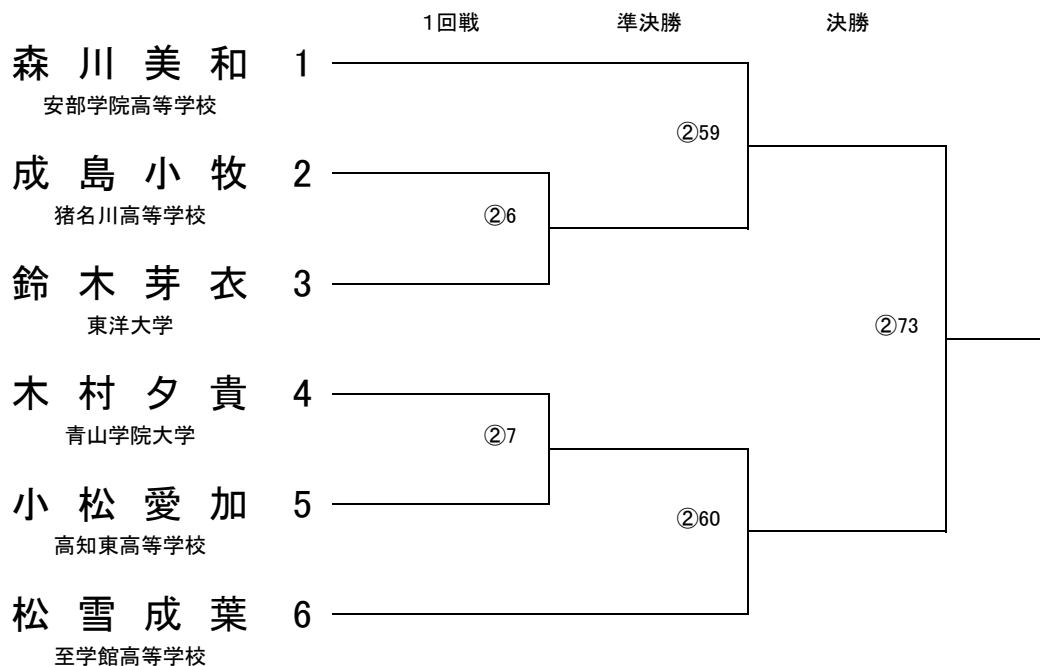 1回戦 準決勝 決勝
森川美和 1
安部学院高等学校
②59
成島小牧 2
猪名川高等学校
②6
鈴木芽衣 3
東洋大学
②73
木村夕貴 4
青山学院大学
②7
小松愛加 5
高知東高等学校
②60
松雪成葉 6
至学館高等学校